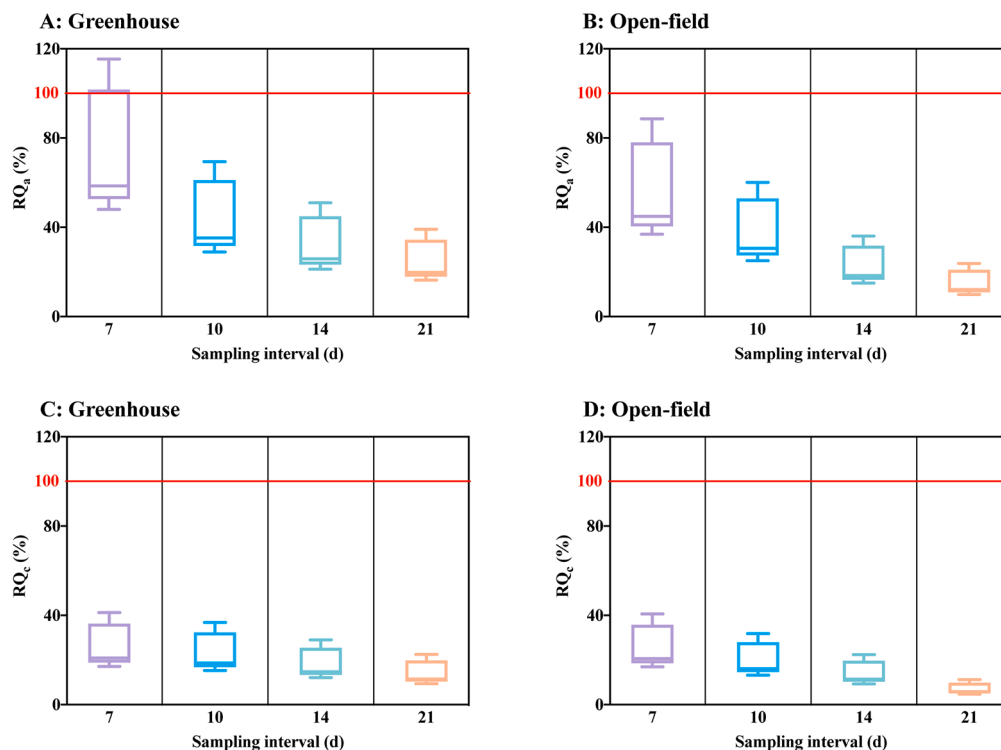 A: Greenhouse
120
100
80
40
0
RQa (%)
7 10 14 21
Sampling interval (d)
B: Open-field
120
100
80
40
0
RQa (%)
7 10 14 21
Sampling interval (d)
C: Greenhouse
120
100
80
40
0
RQc (%)
7 10 14 21
Sampling interval (d)
D: Open-field
120
100
80
40
0
RQc (%)
7 10 14 21
Sampling interval (d)